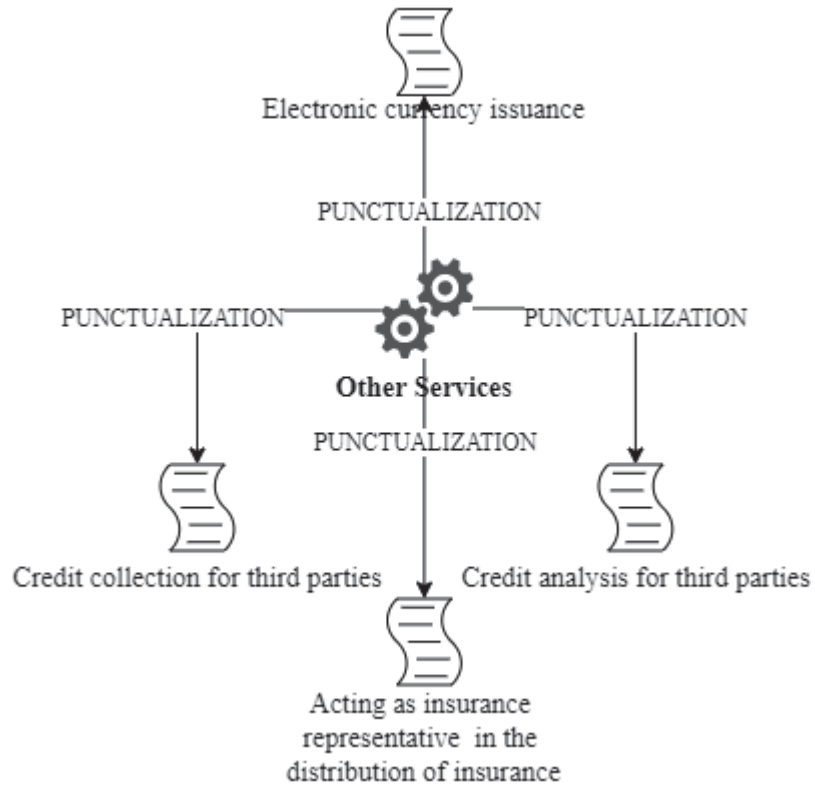 Electronic currency issuance
PUNCTUALIZATION
PUNCTUALIZATION
PUNCTUALIZATION
Other Services
PUNCTUALIZATION
Credit collection for third parties
Credit analysis for third parties
Acting as insurance
representative in the
distribution of insurance